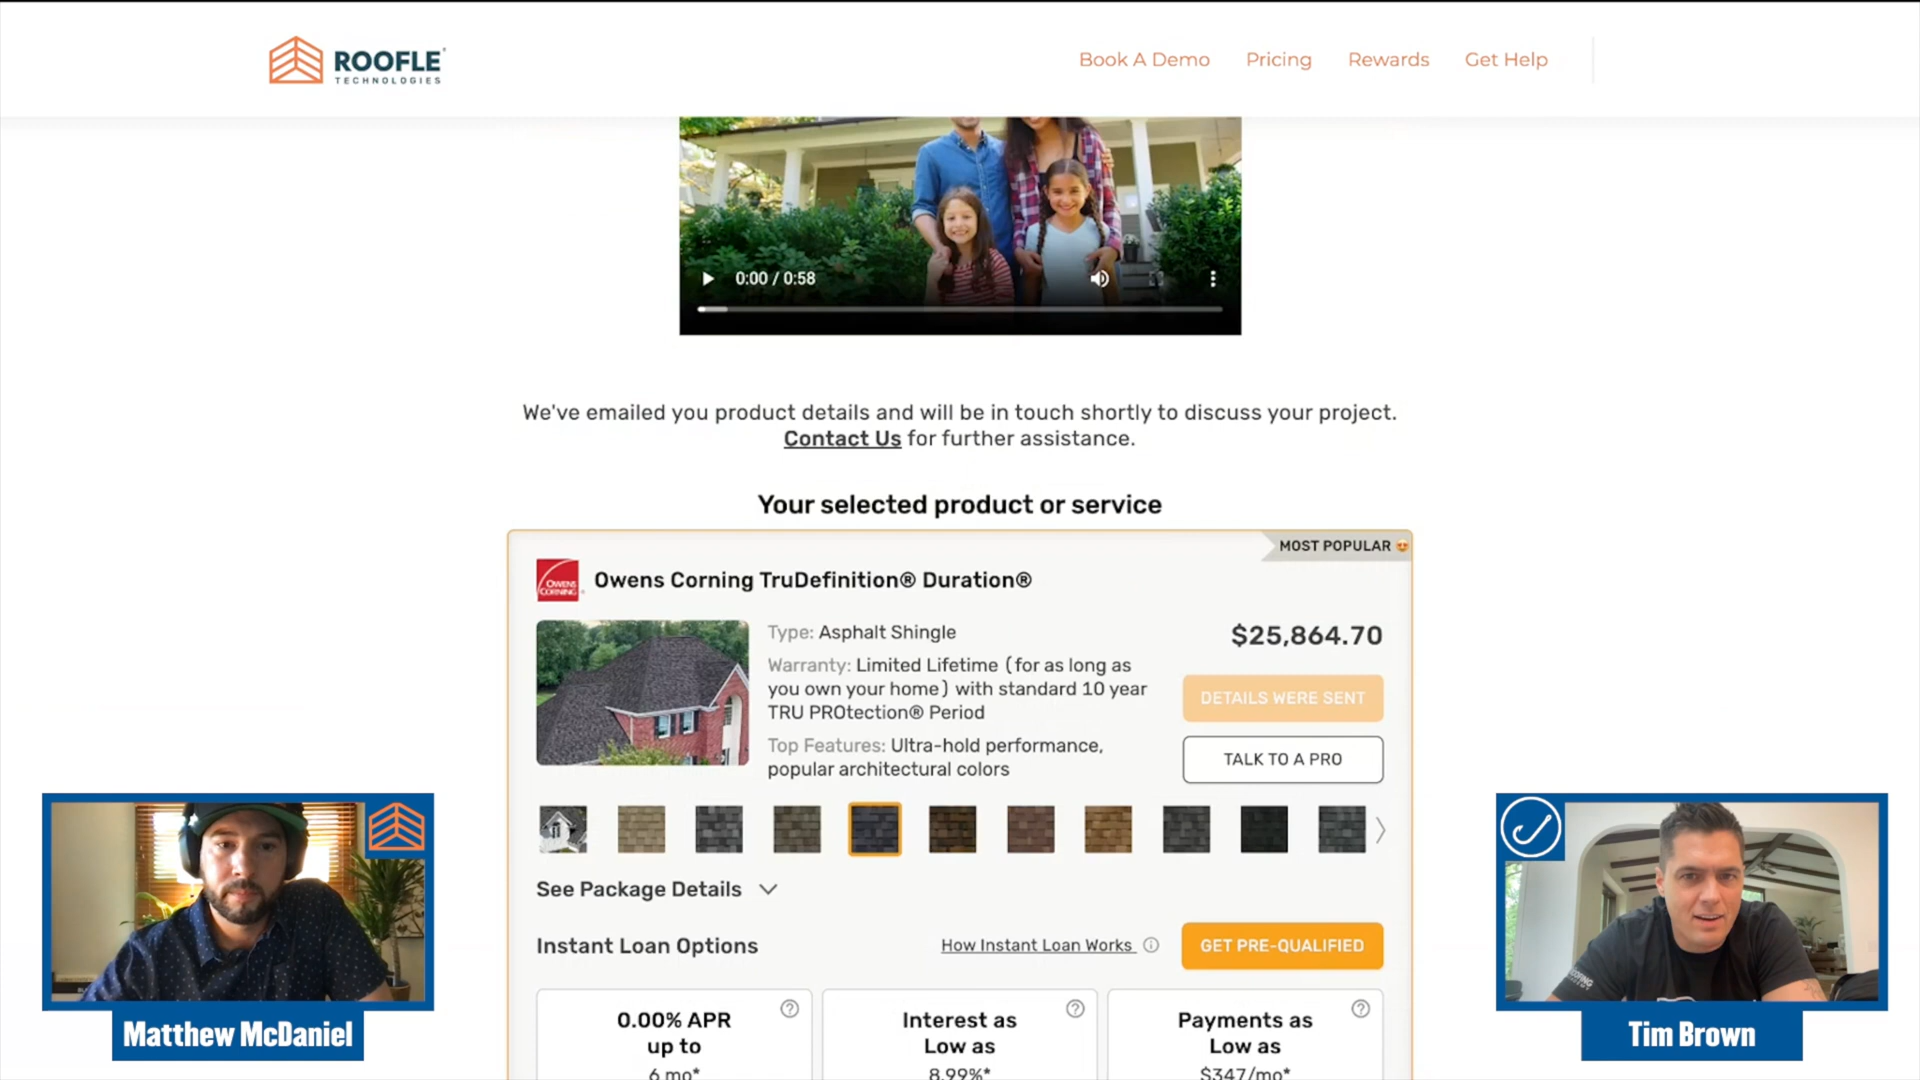 ROOFLE
TECHNOLOGIES
Book A Demo
Pricing
Rewards
Get Help
0:00 / 0:58
We've emailed you product details and will be in touch shortly to discuss your project.
Contact Us for further assistance.
Your selected product or service
MOST POPULAR
OWENS
CORNING
Owens Corning TruDefinition® Duration®
Type: Asphalt Shingle
Warranty: Limited Lifetime (for as long as
you own your home) with standard 10 year
TRU PROtection® Period
Top Features: Ultra-hold performance,
popular architectural colors
$25,864.70
DETAILS WERE SENT
TALK TO A PRO
See Package Details
Instant Loan Options
How Instant Loan Works
GET PRE-QUALIFIED
0.00% APR
up to
6 mo*
Interest as
Low as
8.99%*
Payments as
Low as
$347/mo*
Matthew McDaniel
Tim Brown